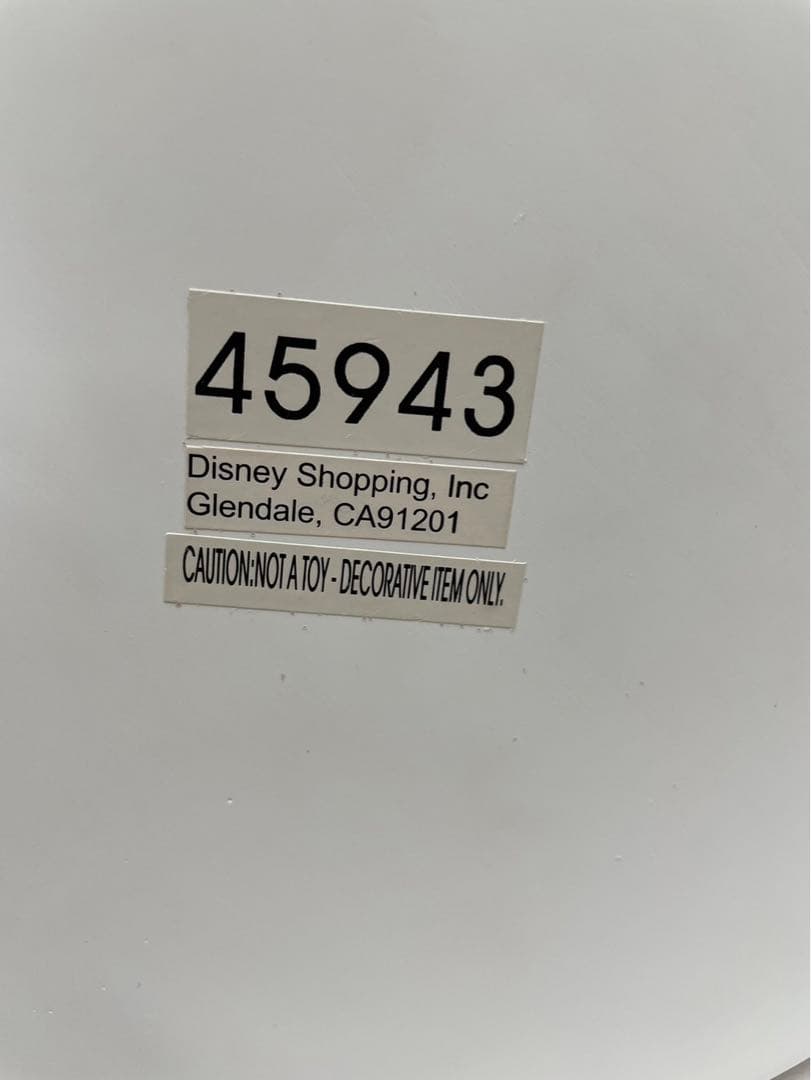 45943
Disney Shopping, Inc
Glendale, CA91201
CAUTION:NOT A TOY - DECORATIVE ITEM ONLY.